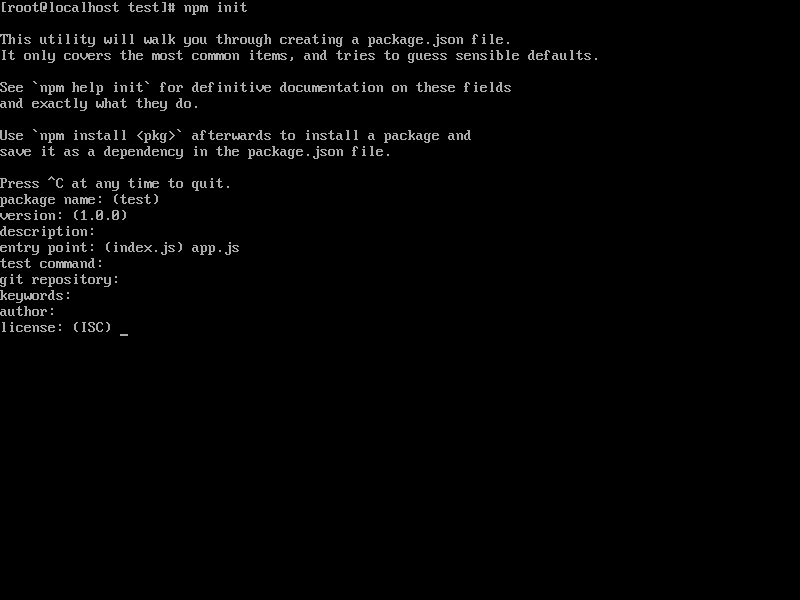 [root@localhost test]# npm init
This utility will walk you through creating a package.json file.
It only covers the most common items, and tries to guess sensible defaults.
See `npm help init` for definitive documentation on these fields
and exactly what they do.
Use `npm install <pkg>` afterwards to install a package and
save it as a dependency in the package.json file.
Press ^C at any time to quit.
package name: (test)
version: (1.0.0)
description:
entry point: (index.js) app.js
test command:
git repository:
keywords:
author:
license: (ISC) _